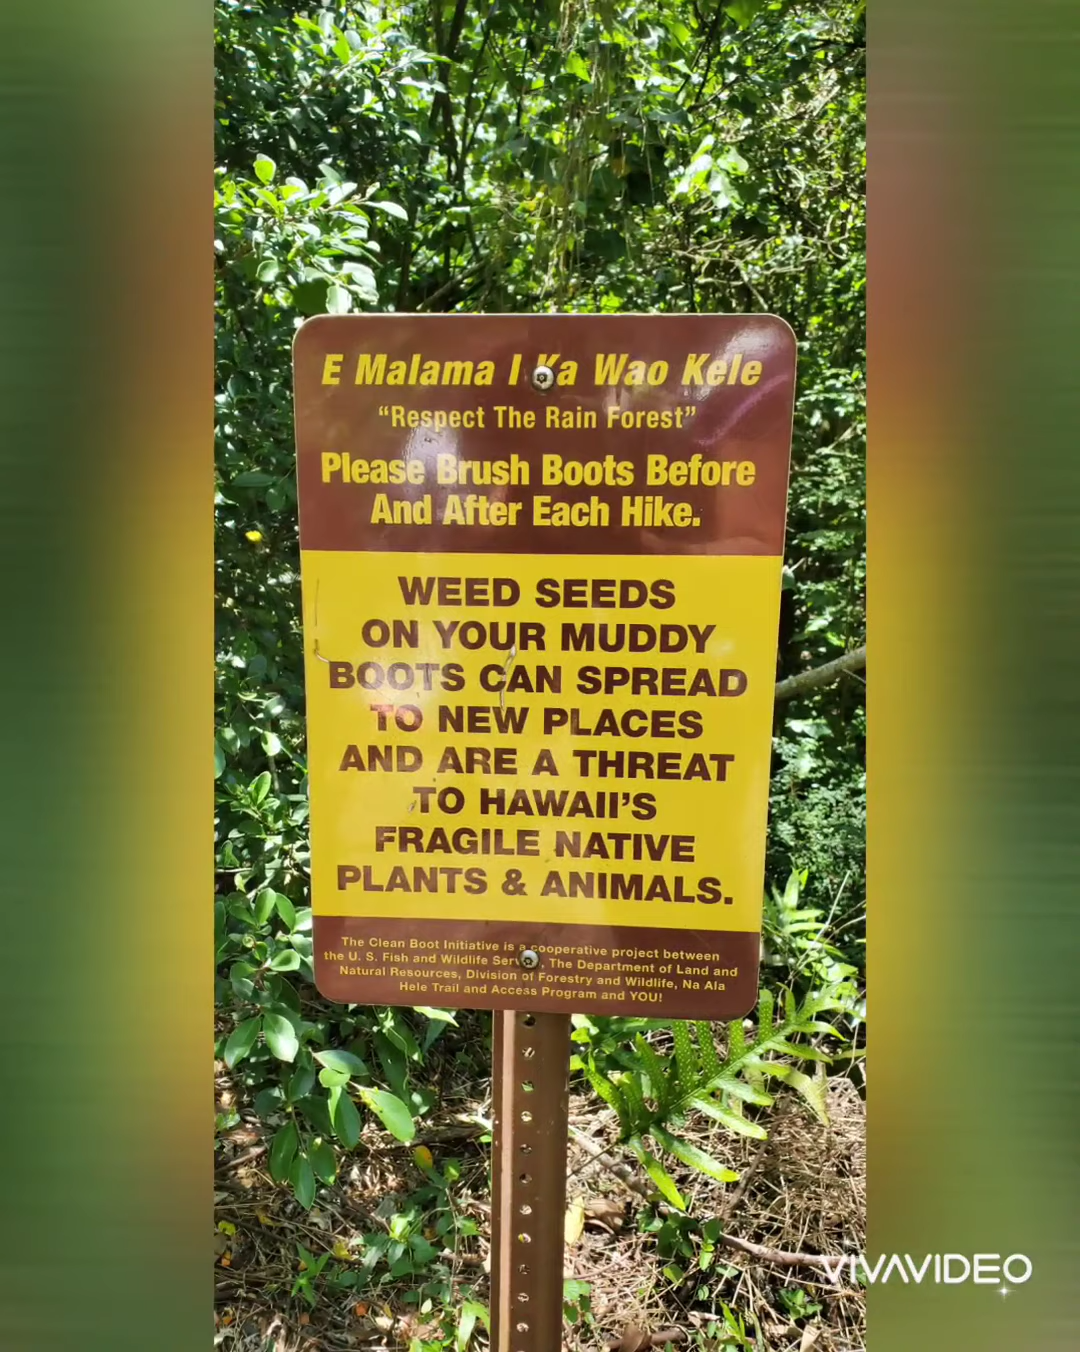 E Malama I Ka Wao Kele
“Respect The Rain Forest”
Please Brush Boots Before
And After Each Hike.
WEED SEEDS
ON YOUR MUDDY
BOOTS CAN SPREAD
TO NEW PLACES
AND ARE A THREAT
TO HAWAII’S
FRAGILE NATIVE
PLANTS & ANIMALS.
The Clean Boot Initiative is a cooperative project between
the U. S. Fish and Wildlife Service, The Department of Land and
Natural Resources, Division of Forestry and Wildlife, Na Ala
Hele Trail and Access Program and YOU!
VIVAVIDEO